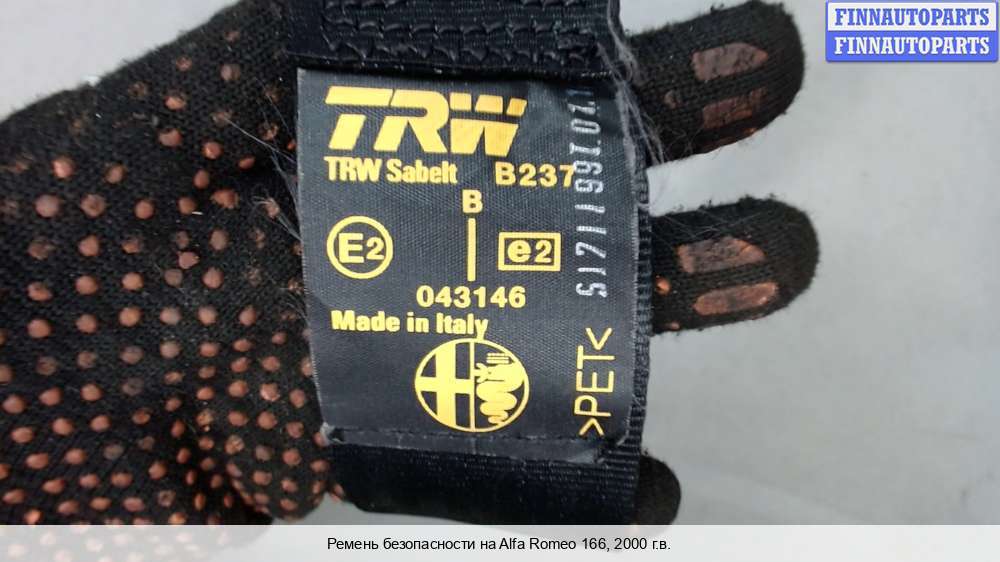 FINNAUTOPARTS
FINNAUTOPARTS
TRW
TRW Sabelt B237
B
E2
e2
043146
Made in Italy
>PET<
Ремень безопасности на Alfa Romeo 166, 2000 г.в.